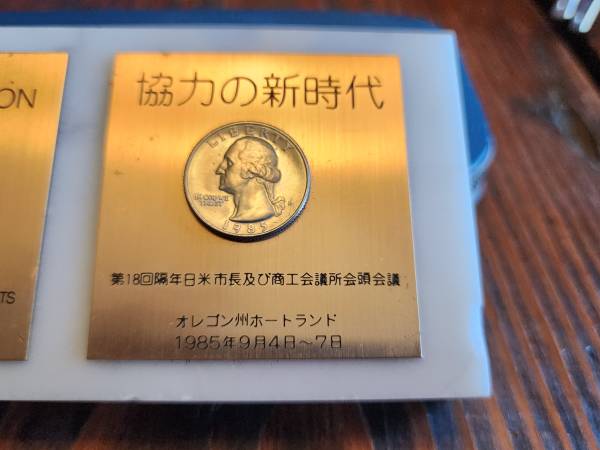 ON
TS
協力の新時代
LIBERTY
IN GOD WE
TRUST
1985
第18回隔年日米市長及び商工会議所会頭会議
オレゴン州ホートランド
1985年9月4日〜7日